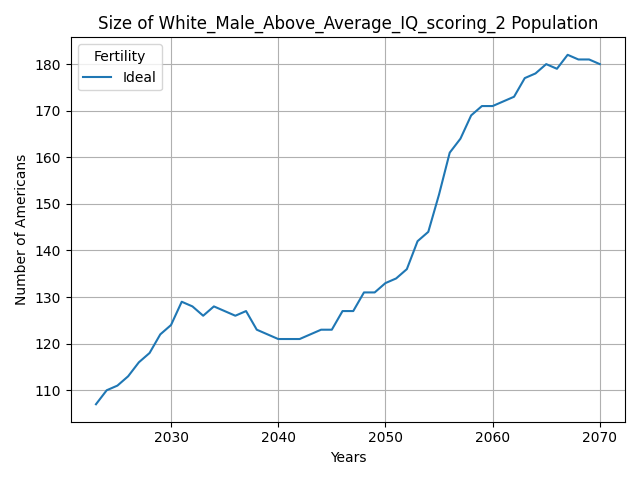 Size of White_Male_Above_Average_IQ_scoring_2 Population
Fertility
Ideal
Number of Americans
180
170
160
150
140
130
120
110
2030 2040 2050 2060 2070
Years